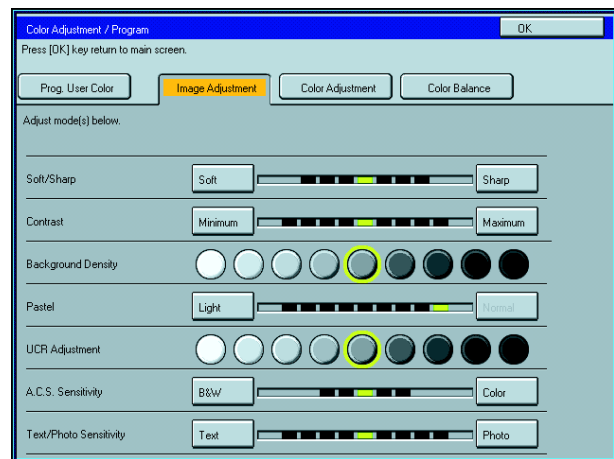 Color Adjustment / Program OK
Press [OK] key return to main screen.
Prog. User Color Image Adjustment Color Adjustment Color Balance
Adjust mode(s) below.
Soft/Sharp Soft Sharp
Contrast Minimum Maximum
Background Density
Pastel Light Normal
UCR Adjustment
A.C.S. Sensitivity B&W Color
Text/Photo Sensitivity Text Photo